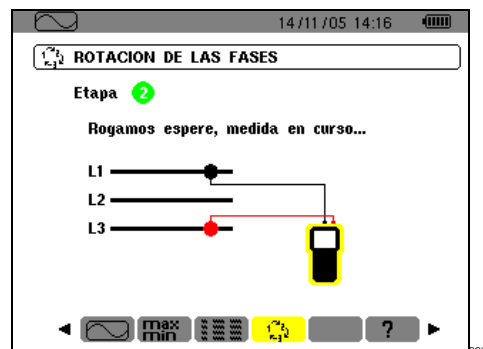 14/11/05 14:16
ROTACION DE LAS FASES
Etapa 2
Rogamos espere, medida en curso...
L1
L2
L3
max
min
?